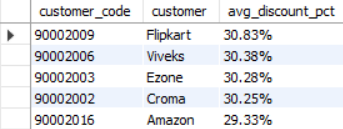 customer_code customer avg_discount_pct
90002009 Flipkart 30.83%
90002006 Viveks 30.38%
90002003 Ezone 30.28%
90002002 Croma 30.25%
90002016 Amazon 29.33%